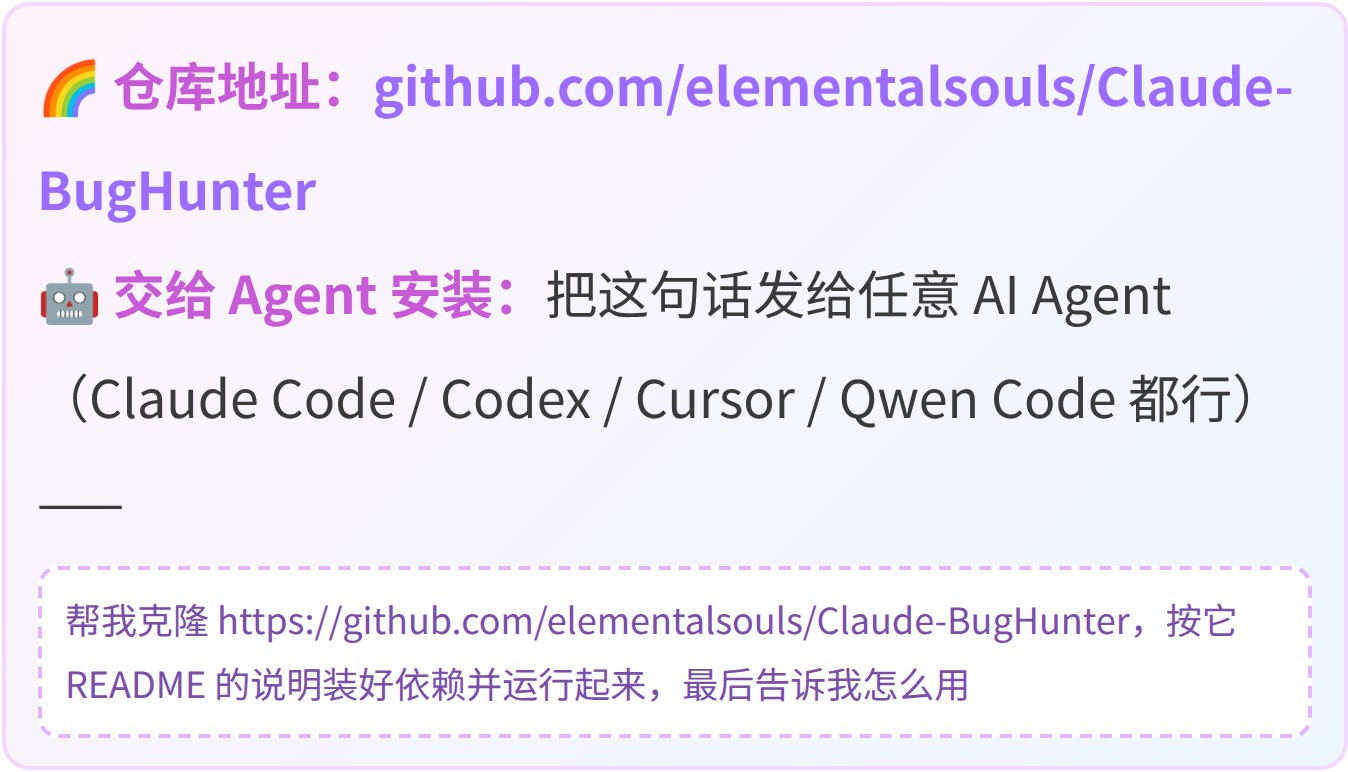 🌈 仓库地址：github.com/elementalsouls/Claude-
BugHunter
🤖 交给 Agent 安装：把这句话发给任意 AI Agent
（Claude Code / Codex / Cursor / Qwen Code 都行）
——
帮我克隆 https://github.com/elementalsouls/Claude-BugHunter，按它
README 的说明装好依赖并运行起来，最后告诉我怎么用